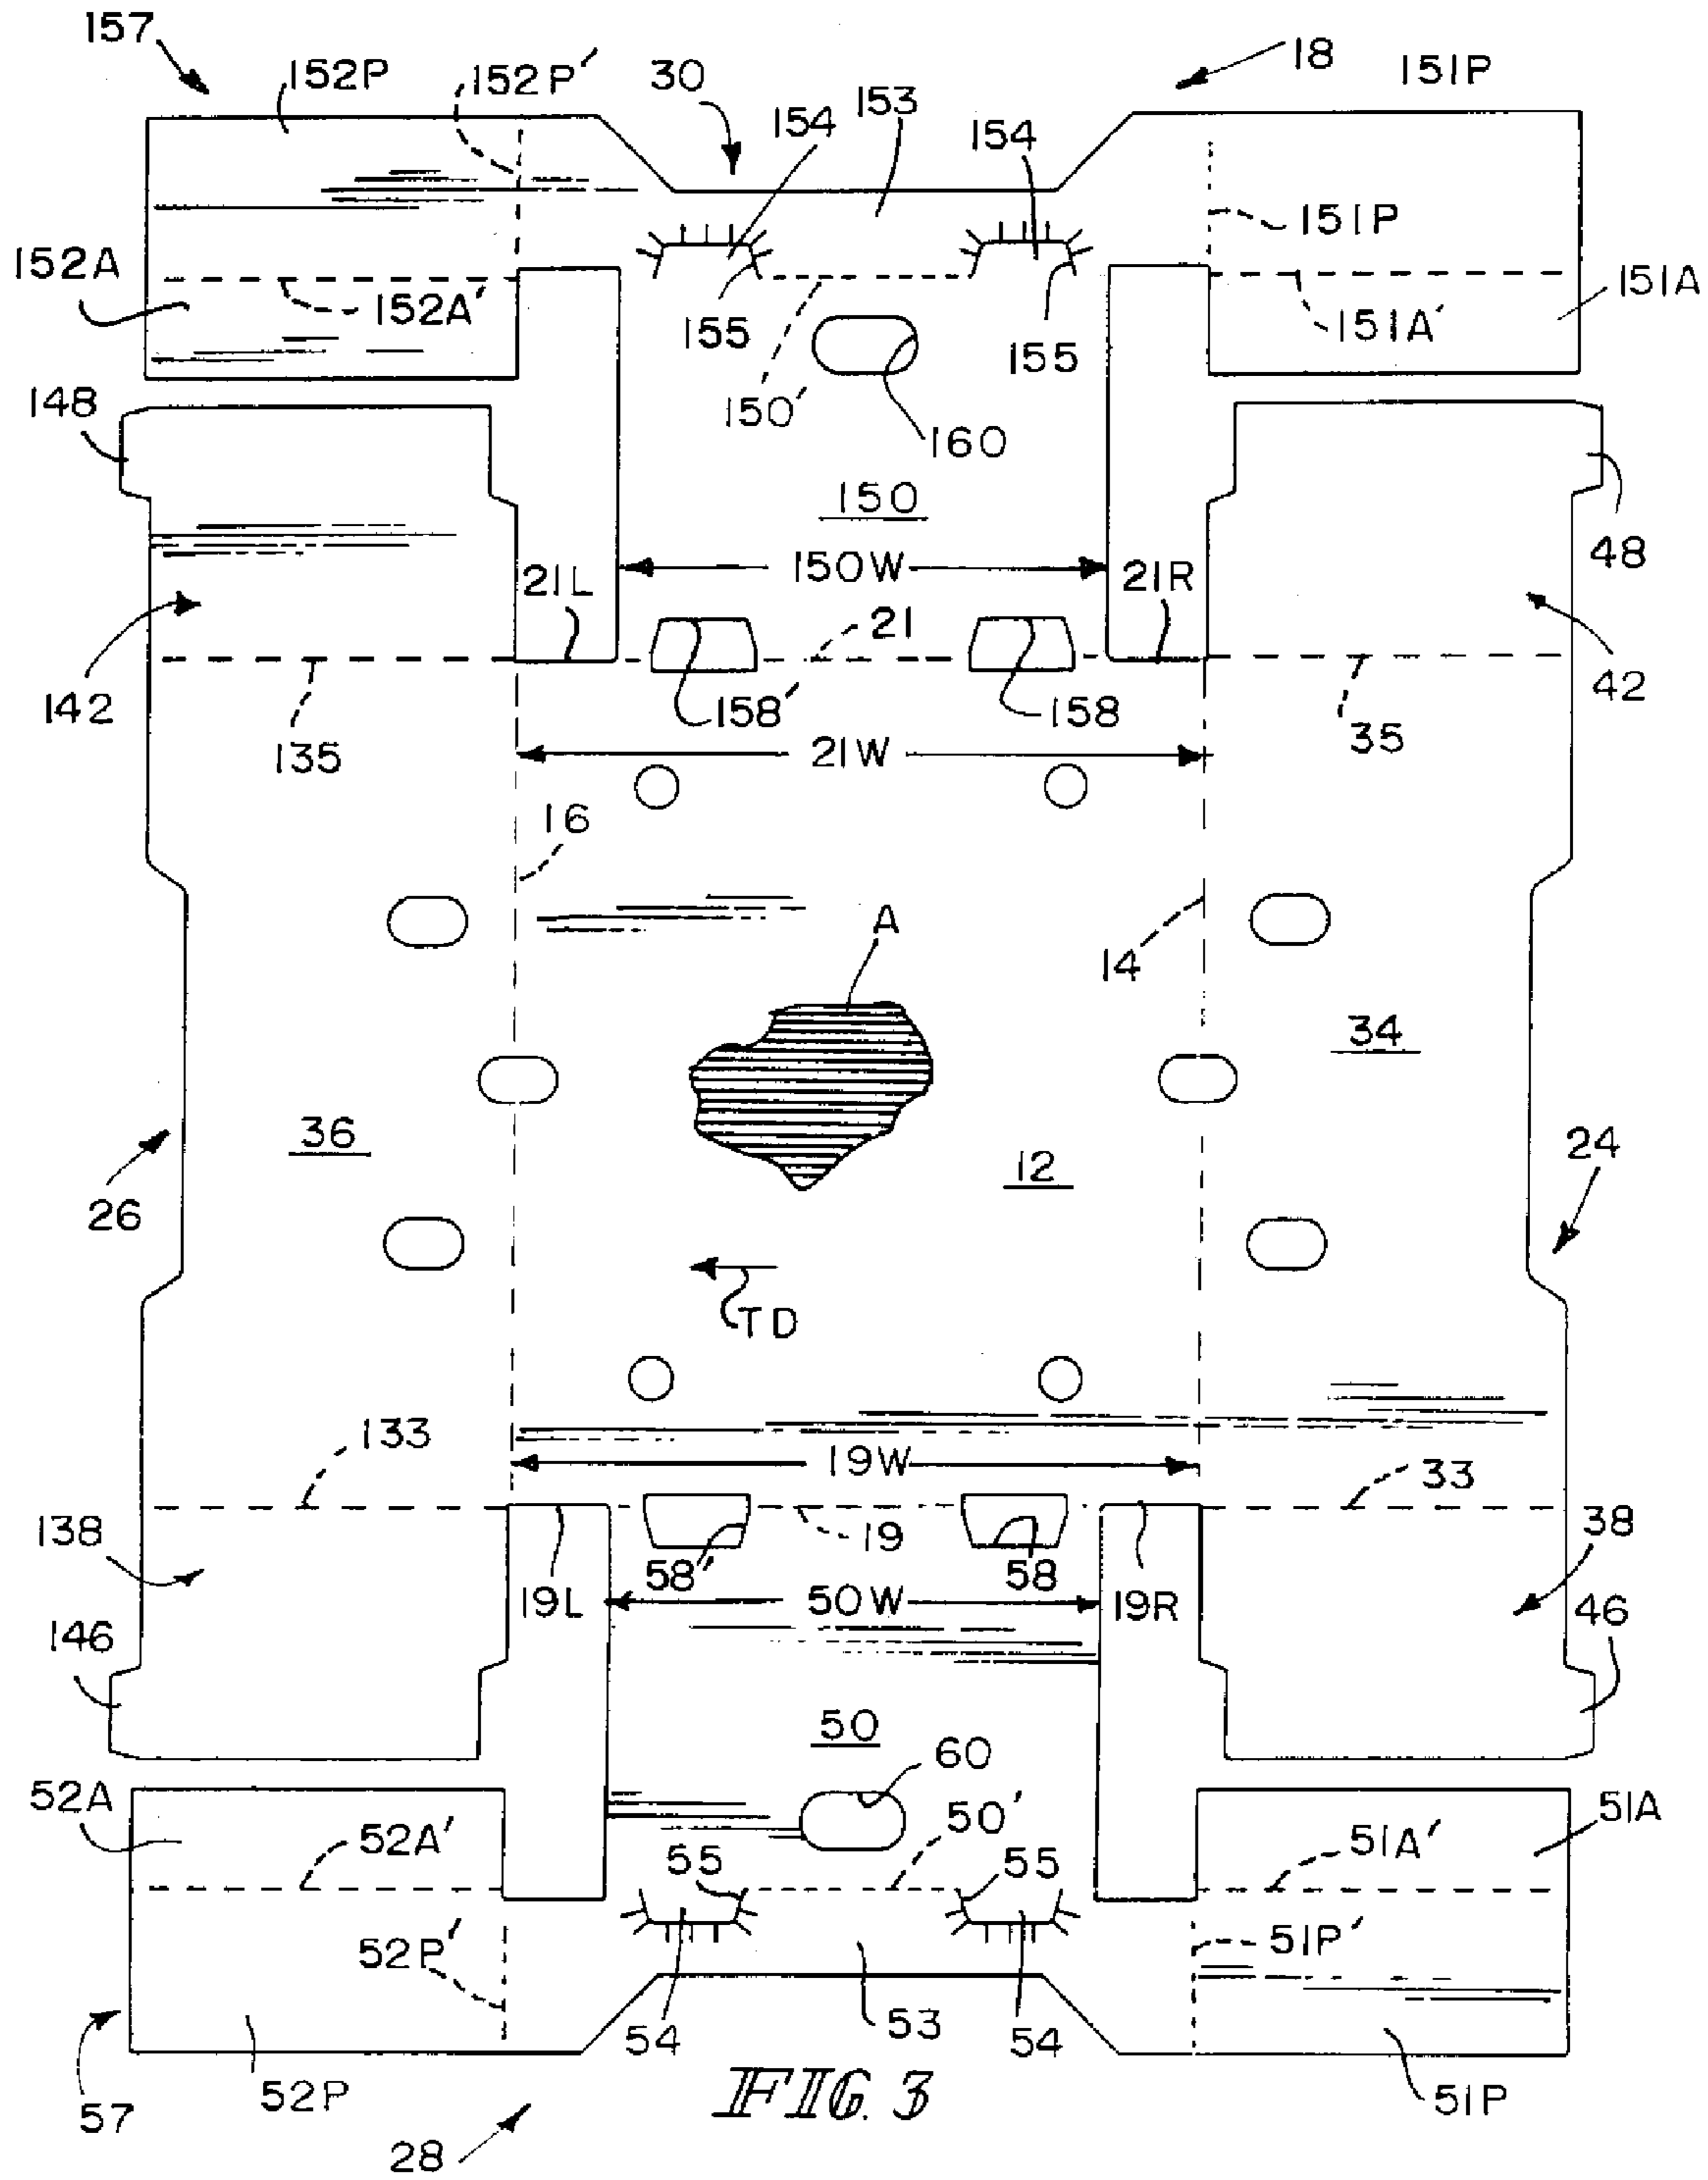 157
152P
152P'
30
154
153
154
18
151P
151P
152A
152A'
155
150'
160
155
151A'
151A
148
150
48
21L
150W
21R
21
142
158'
158
42
135
21W
35
16
A
14
34
36
12
24
26
TD
133
19W
33
138
19
38
58'
58
19L
50W
19R
46
146
50
60
52A
52A'
55
50'
55
51A'
51A
52P'
51P'
54
53
54
57
52P
51P
28
FIG. 3